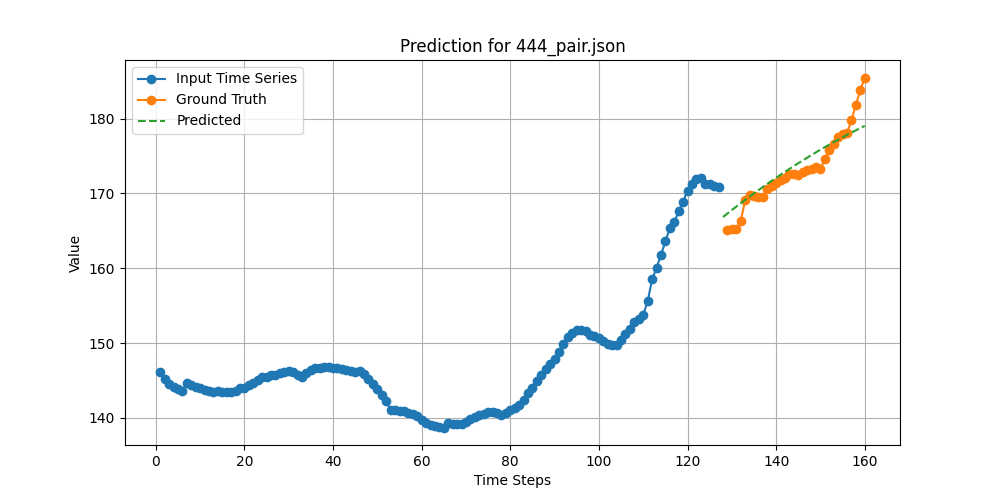 Prediction for 444_pair.json
Input Time Series
Ground Truth
Predicted
Value
180
170
160
150
140
0 20 40 60 80 100 120 140 160
Time Steps